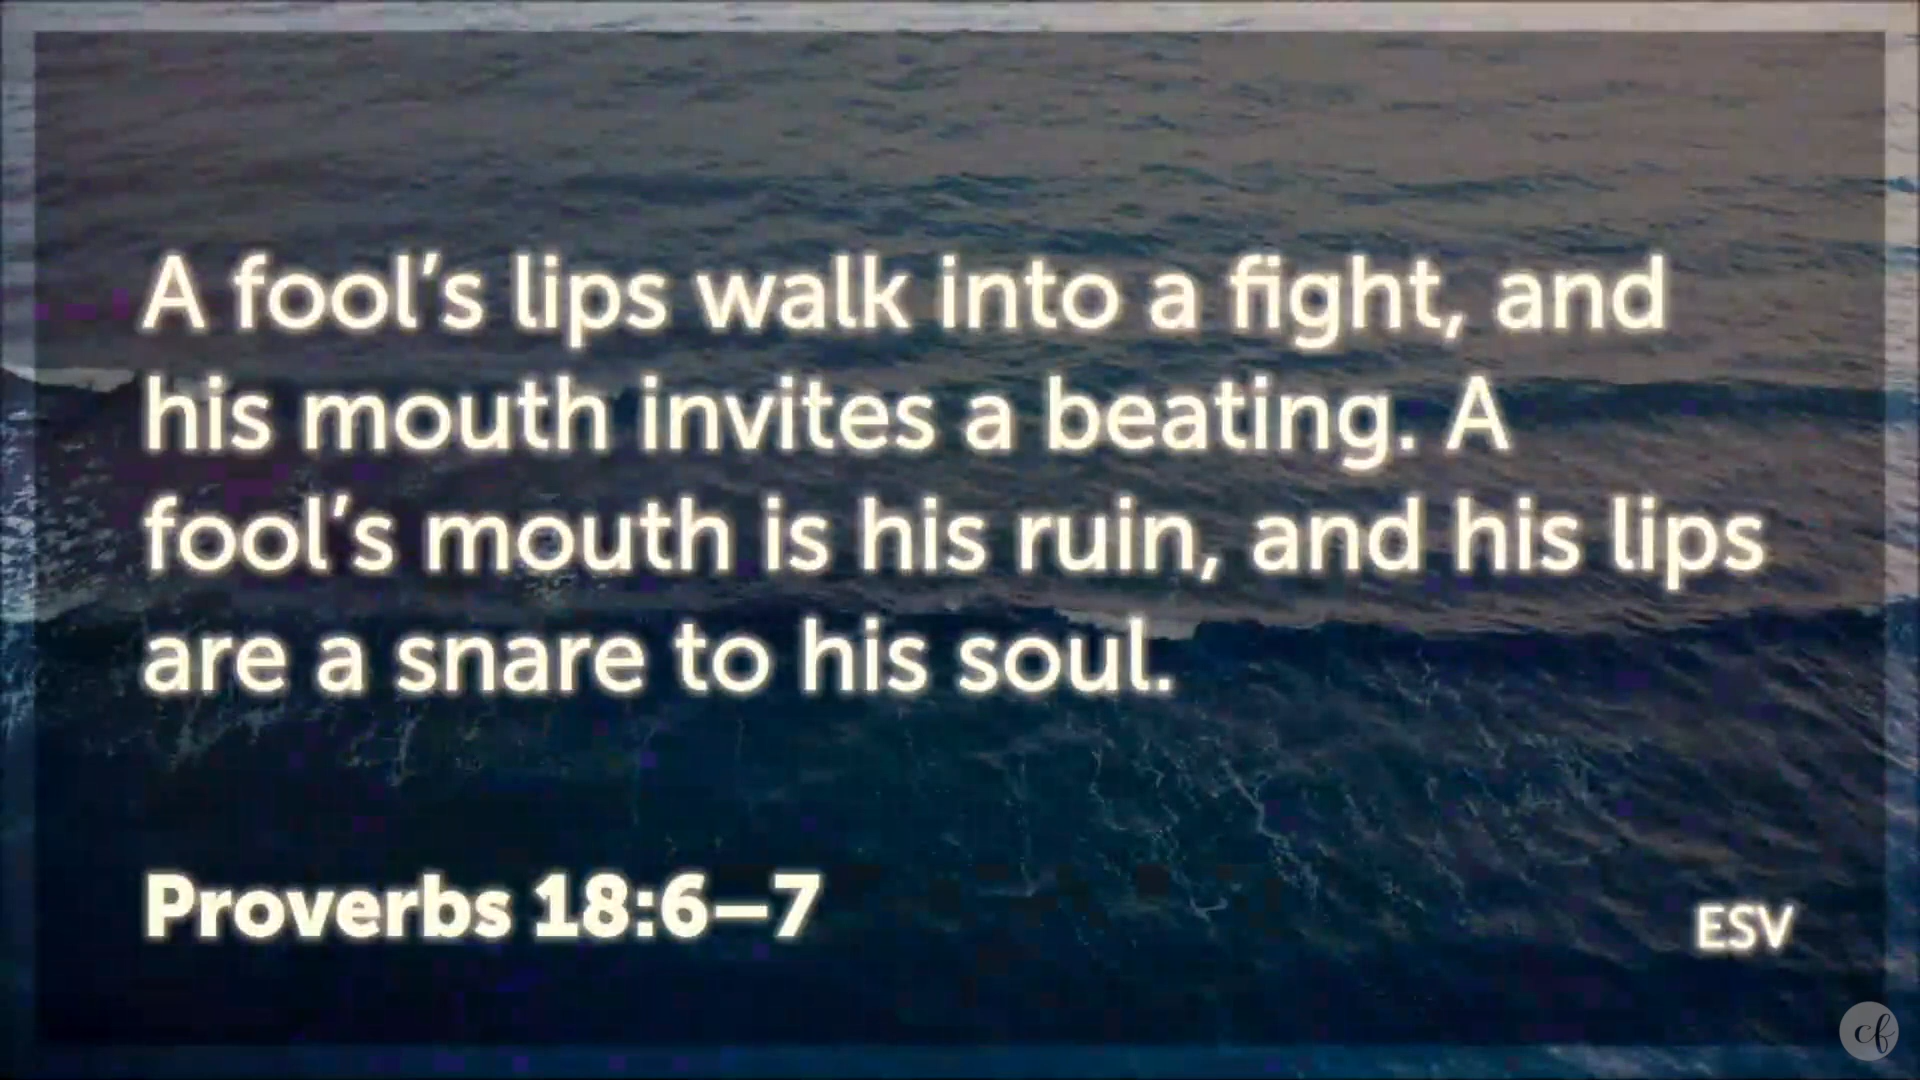 A fool’s lips walk into a fight, and
his mouth invites a beating. A
fool’s mouth is his ruin, and his lips
are a snare to his soul.
Proverbs 18:6–7
ESV
cf